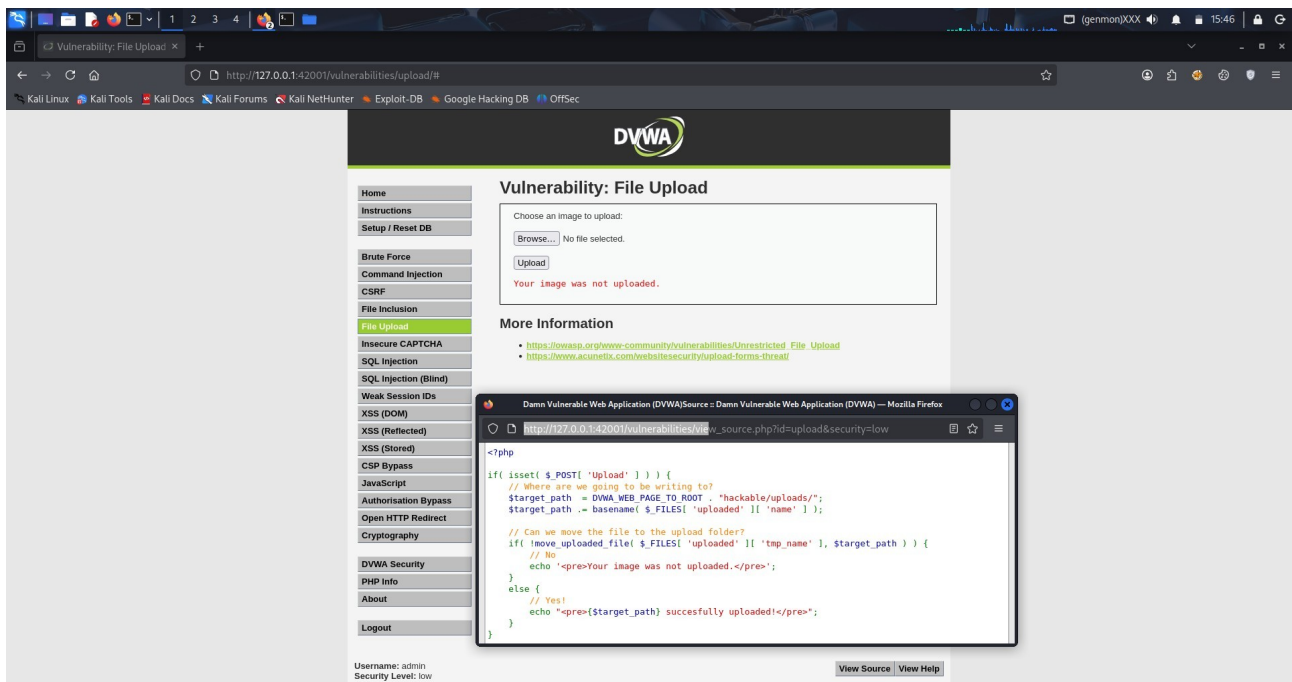 1 2 3 4
(genmon)XXX 15:46
Vulnerability: File Upload
http://127.0.0.1:42001/vulnerabilities/upload/#
Kali Linux Kali Tools Kali Docs Kali Forums Kali NetHunter Exploit-DB Google Hacking DB OffSec
DVWA
Home
Instructions
Setup / Reset DB
Brute Force
Command Injection
CSRF
File Inclusion
File Upload
Insecure CAPTCHA
SQL Injection
SQL Injection (Blind)
Weak Session IDs
XSS (DOM)
XSS (Reflected)
XSS (Stored)
CSP Bypass
JavaScript
Authorisation Bypass
Open HTTP Redirect
Cryptography
DVWA Security
PHP Info
About
Logout
Vulnerability: File Upload
Choose an image to upload:
Browse... No file selected.
Upload
Your image was not uploaded.
More Information
https://owasp.org/www-community/vulnerabilities/Unrestricted_File_Upload
https://www.acunetix.com/websitesecurity/upload-forms-threat/
Damn Vulnerable Web Application (DVWA)Source :: Damn Vulnerable Web Application (DVWA) — Mozilla Firefox
http://127.0.0.1:42001/vulnerabilities/view_source.php?id=upload&security=low
<?php
if( isset( $_POST[ 'Upload' ] ) ) {
// Where are we going to be writing to?
$target_path = DVWA_WEB_PAGE_TO_ROOT . "hackable/uploads/";
$target_path .= basename( $_FILES[ 'uploaded' ][ 'name' ] );
// Can we move the file to the upload folder?
if( !move_uploaded_file( $_FILES[ 'uploaded' ][ 'tmp_name' ], $target_path ) ) {
// No
echo '<pre>Your image was not uploaded.</pre>';
}
else {
// Yes!
echo "<pre>{$target_path} succesfully uploaded!</pre>";
}
}
Username: admin
Security Level: low
View Source View Help